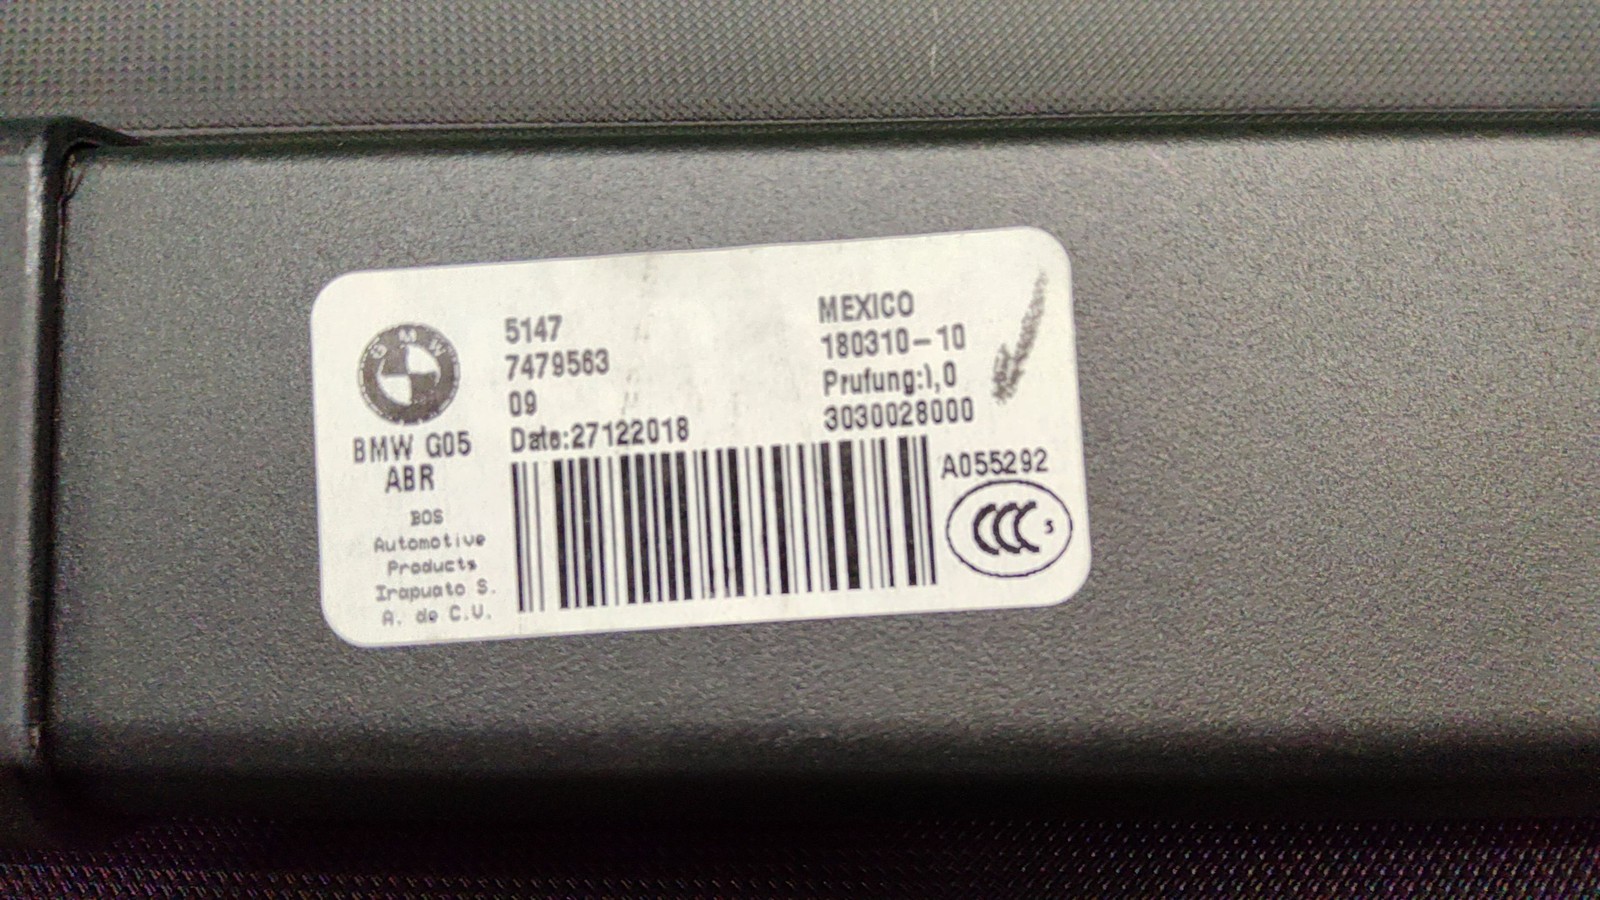 BMW
BMW G05
ABR
BOS
Automotive
Products
Irapuato S.
A. de C.V.
5147
7479563
09
Date:27122018
MEXICO
180310-10
Prufung:1,0
3030028000
A055292
CCC S